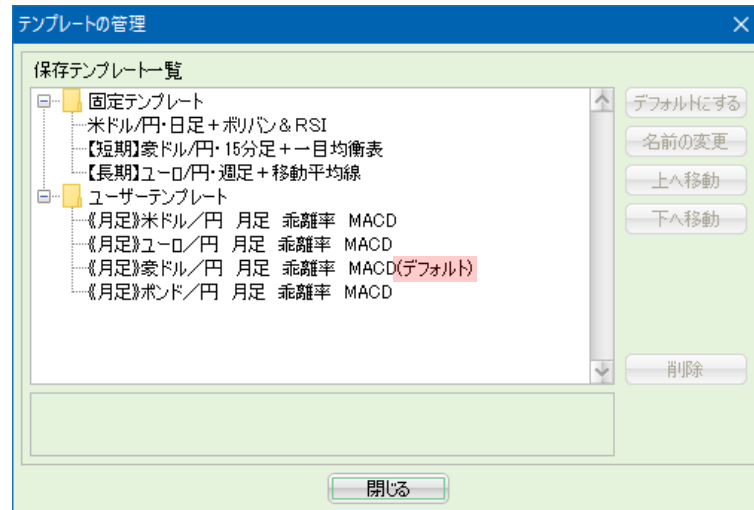 テンプレートの管理
保存テンプレート一覧
固定テンプレート
米ドル/円・日足+ボリバン&RSI
【短期】豪ドル/円・15分足+一目均衡表
【長期】ユーロ/円・週足+移動平均線
ユーザーテンプレート
《月足》米ドル/円 月足 乖離率 MACD
《月足》ユーロ/円 月足 乖離率 MACD
《月足》豪ドル/円 月足 乖離率 MACD(デフォルト)
《月足》ポンド/円 月足 乖離率 MACD
デフォルトにする
名前の変更
上へ移動
下へ移動
削除
閉じる